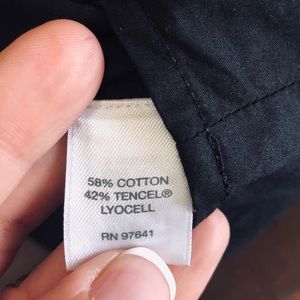 58% COTTON
42% TENCEL®
LYOCELL
RN 97641